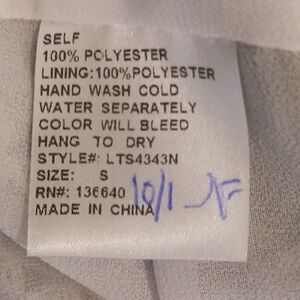 SELF
100% POLYESTER
LINING:100%POLYESTER
HAND WASH COLD
WATER SEPARATELY
COLOR WILL BLEED
HANG TO DRY
STYLE#: LTS4343N
SIZE: S
RN#: 136640
MADE IN CHINA
10/1